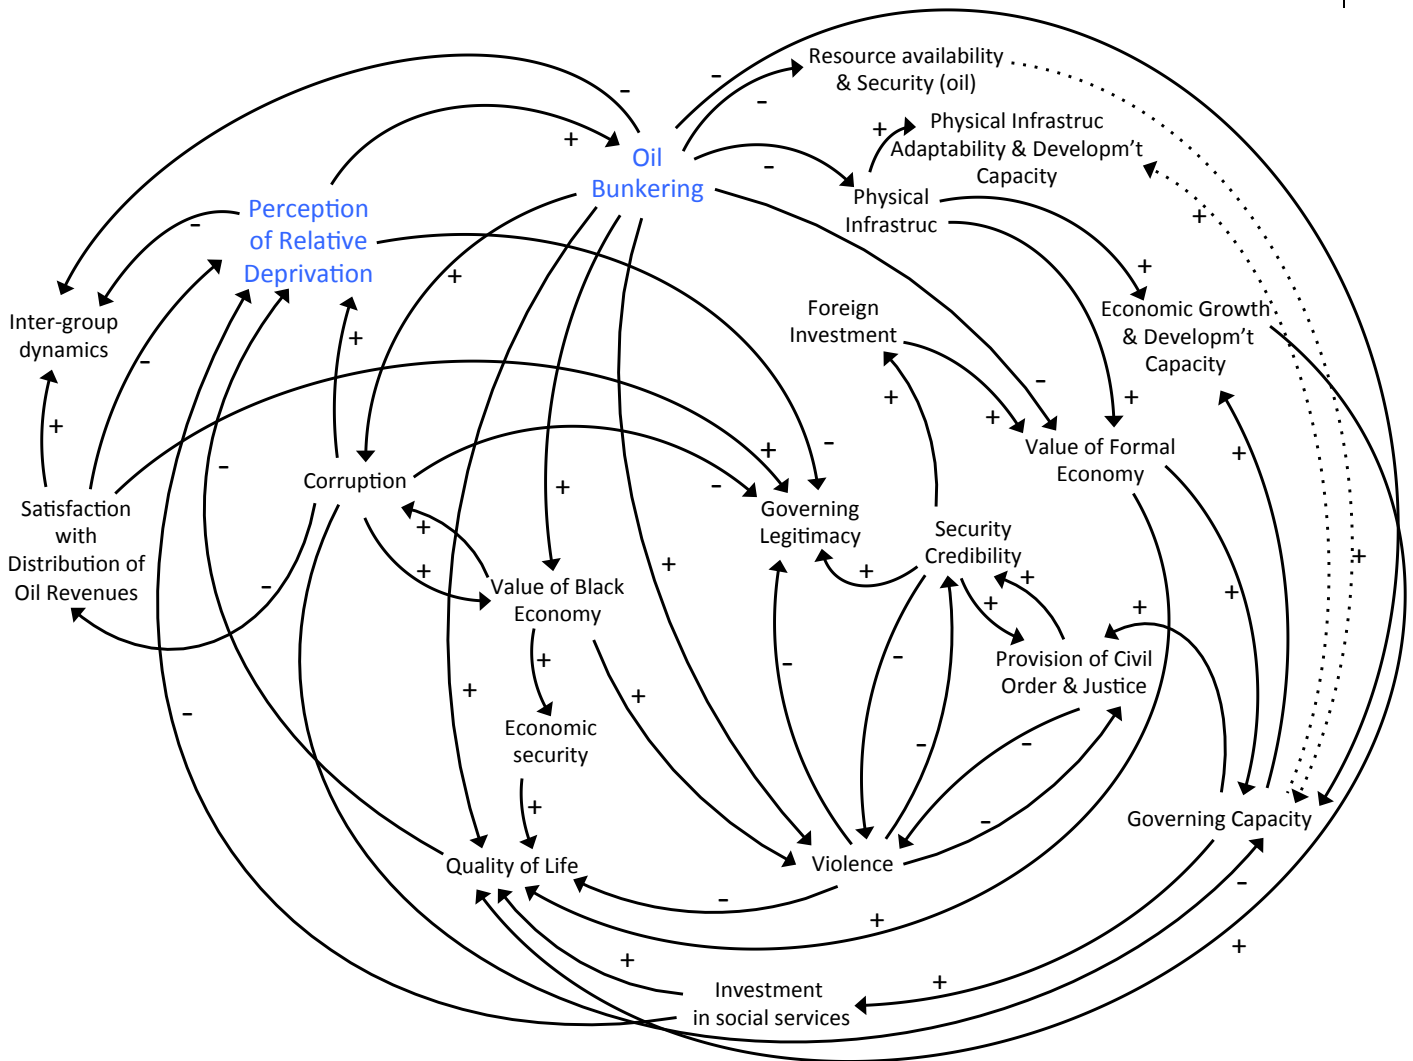 Resource availability
& Security (oil)
-
-
-
+
Physical Infrastruc
Adaptability & Developm't
Capacity
+
Oil
Bunkering
-
Physical
Infrastruc
+
Perception
of Relative
Deprivation
-
+
+
Inter-group
dynamics
-
+
Foreign
Investment
Economic Growth
& Developm't
Capacity
-
+
+
+
+
-
+
-
Value of Formal
Economy
+
-
Corruption
-
+
Satisfaction
with
Distribution of
Oil Revenues
+
+
+
Governing
Legitimacy
Security
Credibility
+
+
-
Value of Black
Economy
+
+
+
+
+
+
-
-
Provision of Civil
Order & Justice
+
+
+
-
Economic
security
-
-
+
-
Governing Capacity
Quality of Life
Violence
-
-
+
+
+
+
Investment
in social services